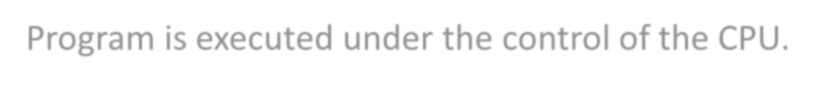 Program is executed under the control of the CPU.